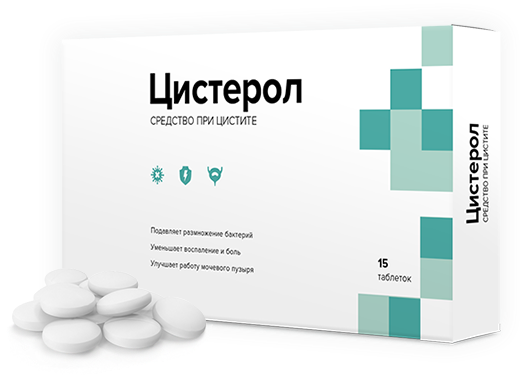 Цистерол
СРЕДСТВО ПРИ ЦИСТИТЕ
Подавляет размножение бактерий
Уменьшает воспаление и боль
Улучшает работу мочевого пузыря
15
таблеток
Цистерол
СРЕДСТВО ПРИ ЦИСТИТЕ